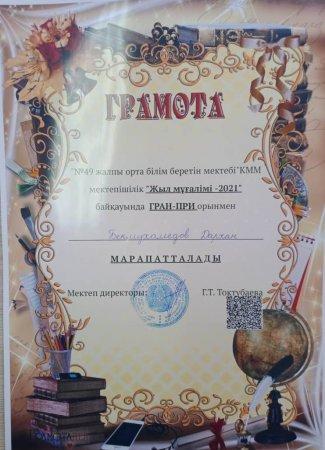 ГРАМОТА
"№49 жалпы орта білім беретін мектебі"КММ
мектепішілік "Жыл мұғалімі -2021"
байқауында ГРАН-ПРИ орынмен
Бекмухамедов Дархан
МАРАПАТТАЛАДЫ
Мектеп директоры: Г.Т. Токтубаева